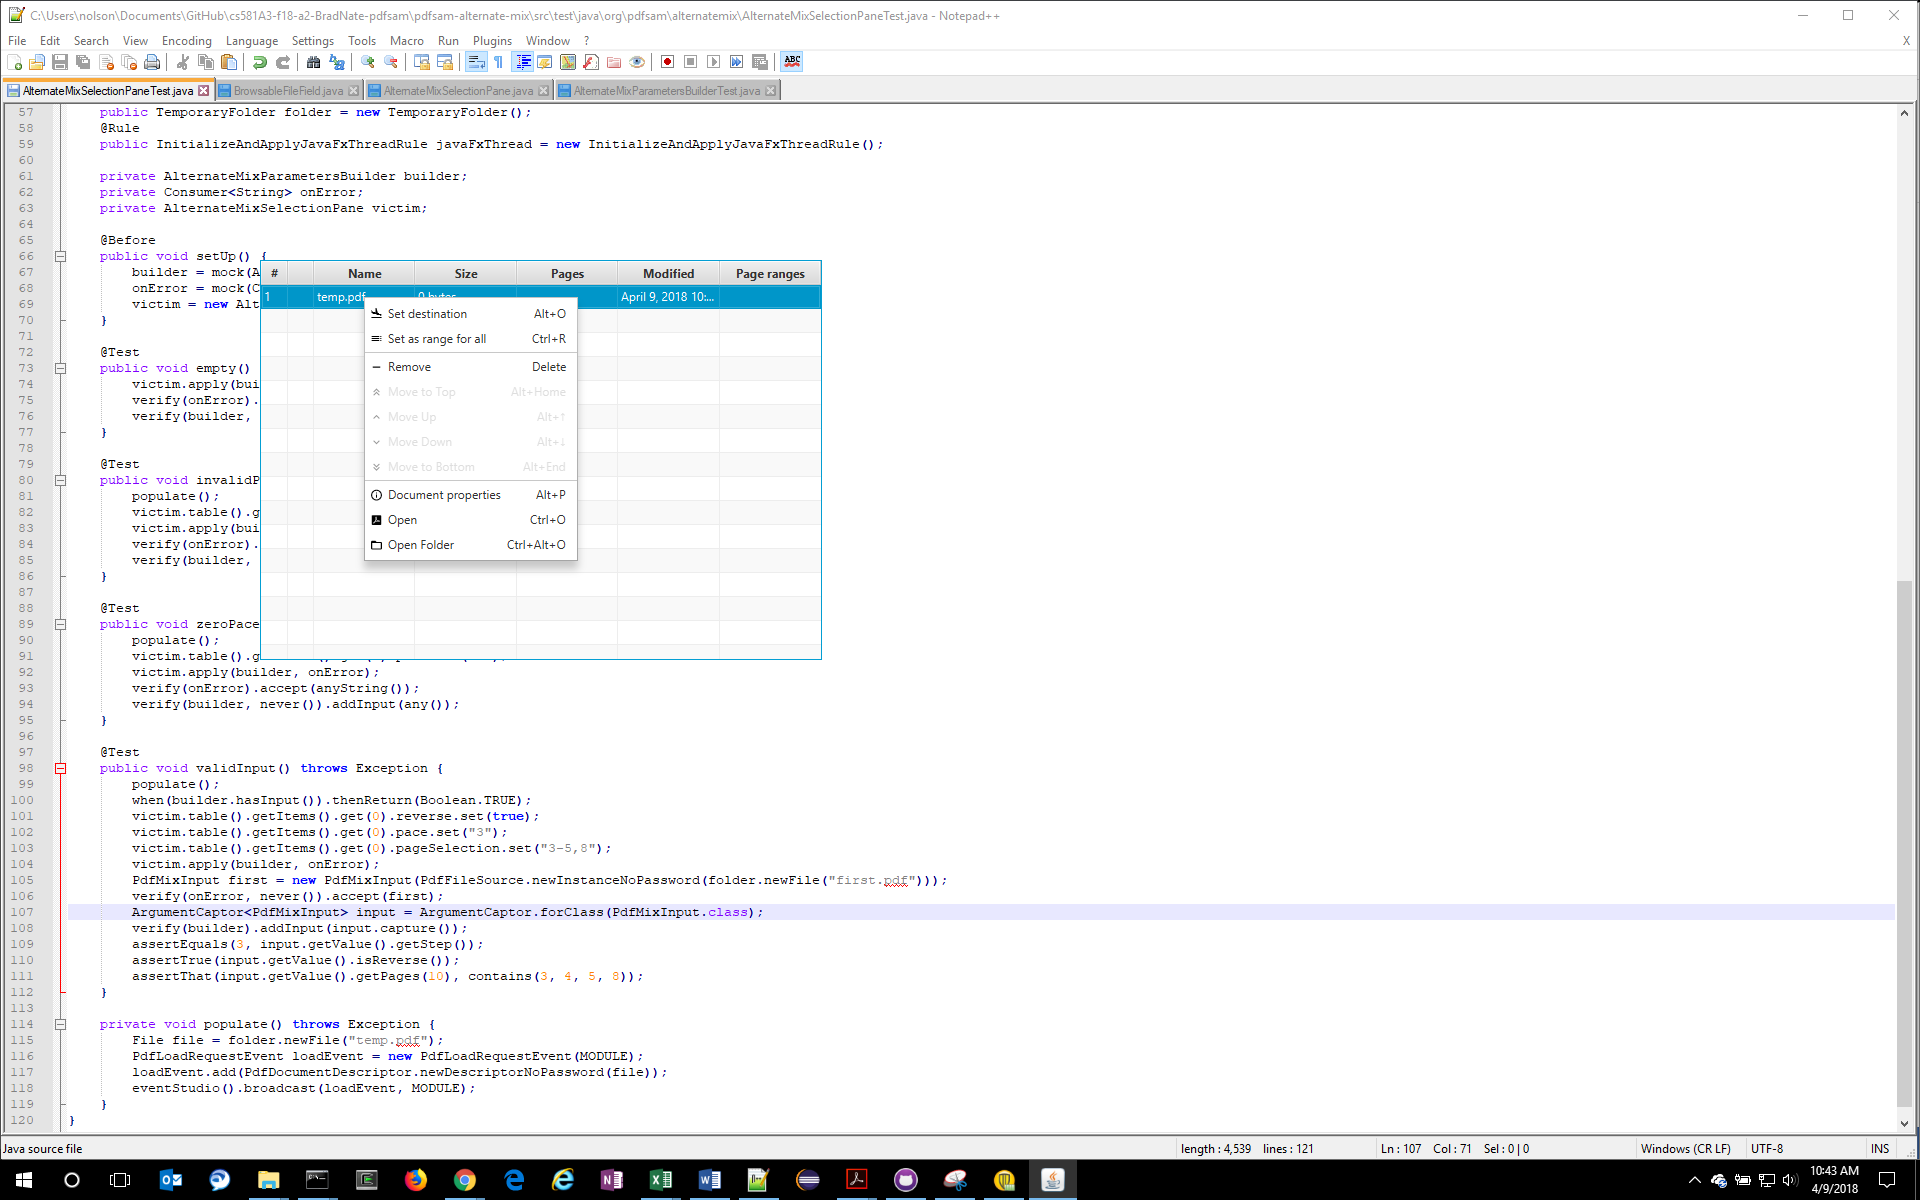 C:\Users\nolson\Documents\GitHub\cs581A3-f18-a2-BradNate-pdfsam\pdfsam-alternate-mix\src\test\java\org\pdfsam\alternatemix\AlternateMixSelectionPaneTest.java - Notepad++
File Edit Search View Encoding Language Settings Tools Macro Run Plugins Window ? X
AlternateMixSelectionPaneTest.java BrowsableFileField.java AlternateMixSelectionPane.java AlternateMixParametersBuilderTest.java
57 public TemporaryFolder folder = new TemporaryFolder();
58 @Rule
59 public InitializeAndApplyJavaFxThreadRule javaFxThread = new InitializeAndApplyJavaFxThreadRule();
60
61 private AlternateMixParametersBuilder builder;
62 private Consumer<String> onError;
63 private AlternateMixSelectionPane victim;
64
65 @Before
66 public void setUp() {
67 builder = mock(A
68 onError = mock(C
69 victim = new Alt
70 }
71
72 @Test
73 public void empty()
74 victim.apply(bui
75 verify(onError).
76 verify(builder,
77 }
78
79 @Test
80 public void invalidP
81 populate();
82 victim.table().g
83 victim.apply(bui
84 verify(onError).
85 verify(builder,
86 }
87
88 @Test
89 public void zeroPace
90 populate();
91 victim.table().g
92 victim.apply(builder, onError);
93 verify(onError).accept(anyString());
94 verify(builder, never()).addInput(any());
95 }
96
97 @Test
98 public void validInput() throws Exception {
99 populate();
100 when(builder.hasInput()).thenReturn(Boolean.TRUE);
101 victim.table().getItems().get(0).reverse.set(true);
102 victim.table().getItems().get(0).pace.set("3");
103 victim.table().getItems().get(0).pageSelection.set("3-5,8");
104 victim.apply(builder, onError);
105 PdfMixInput first = new PdfMixInput(PdfFileSource.newInstanceNoPassword(folder.newFile("first.pdf")));
106 verify(onError, never()).accept(first);
107 ArgumentCaptor<PdfMixInput> input = ArgumentCaptor.forClass(PdfMixInput.class);
108 verify(builder).addInput(input.capture());
109 assertEquals(3, input.getValue().getStep());
110 assertTrue(input.getValue().isReverse());
111 assertThat(input.getValue().getPages(10), contains(3, 4, 5, 8));
112 }
113
114 private void populate() throws Exception {
115 File file = folder.newFile("temp.pdf");
116 PdfLoadRequestEvent loadEvent = new PdfLoadRequestEvent(MODULE);
117 loadEvent.add(PdfDocumentDescriptor.newDescriptorNoPassword(file));
118 eventStudio().broadcast(loadEvent, MODULE);
119 }
120 }
# Name Size Pages Modified Page ranges
1 temp.pdf 0 bytes April 9, 2018 10:...
Set destination Alt+O
Set as range for all Ctrl+R
Remove Delete
Move to Top Alt+Home
Move Up Alt+↑
Move Down Alt+↓
Move to Bottom Alt+End
Document properties Alt+P
Open Ctrl+O
Open Folder Ctrl+Alt+O
Java source file length : 4,539 lines : 121 Ln : 107 Col : 71 Sel : 0 | 0 Windows (CR LF) UTF-8 INS
10:43 AM
4/9/2018